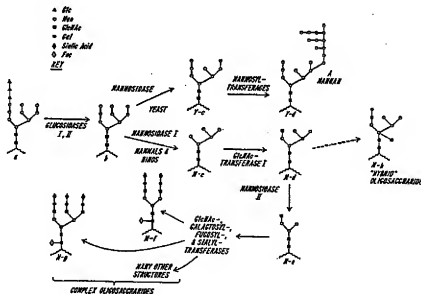 Glc
Man
GlcNAc
Gal
Sialic Acid
Fuc
KEY
GLUCOSIDASES
I, II
a
b
MANNOSIDASE
YEAST
MANNOSIDASE I
MAMMALS &
BIRDS
Y-c
MANNOSYL-
TRANSFERASES
Y-d
A
MANNAN
M-c
GlcNAc-
TRANSFERASE I
M-d
M-h
"HYBRID"
OLIGOSACCHARIDE
MANNOSIDASE
II
M-e
GlcNAc-,
GALACTOSYL-,
FUCOSYL-,
& SIALYL-
TRANSFERASES
M-f
M-g
MANY OTHER
STRUCTURES
COMPLEX OLIGOSACCHARIDES